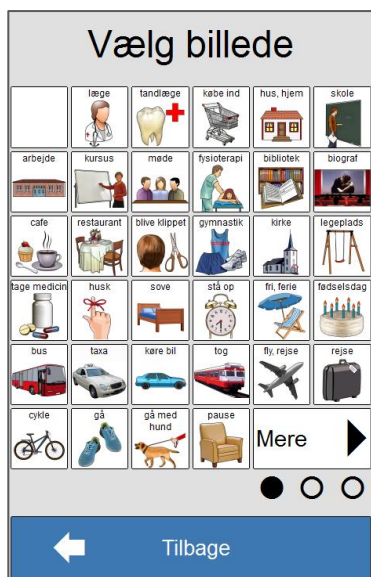 Vælg billede
læge tandlæge købe ind hus, hjem skole
arbejde kursus møde fysioterapi bibliotek biograf
cafe restaurant blive klippet gymnastik kirke legeplads
tage medicin husk sove stå op fri, ferie fødselsdag
bus taxa køre bil tog fly, rejse rejse
cykle gå gå med
hund pause
Mere
Tilbage